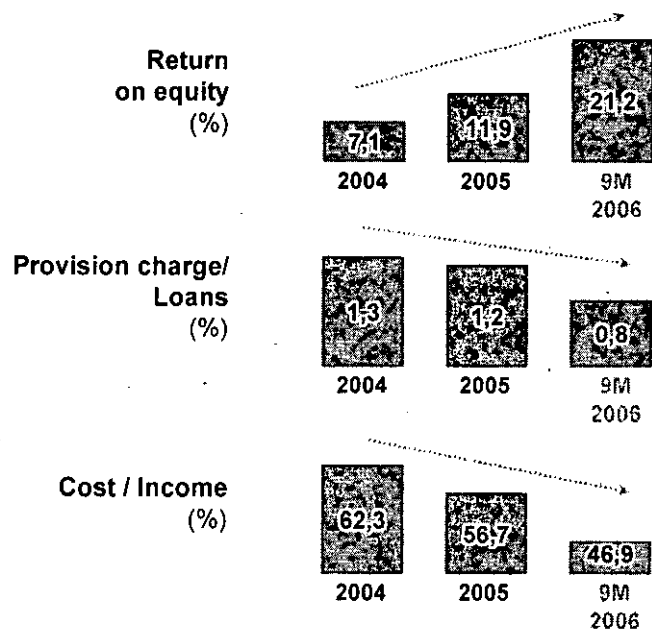 Return
on equity
(%)
7,1
11,9
21,2
2004
2005
9M
2006
Provision charge/
Loans
(%)
1,3
1,2
0,8
2004
2005
9M
2006
Cost / Income
(%)
62,3
56,7
46,9
2004
2005
9M
2006